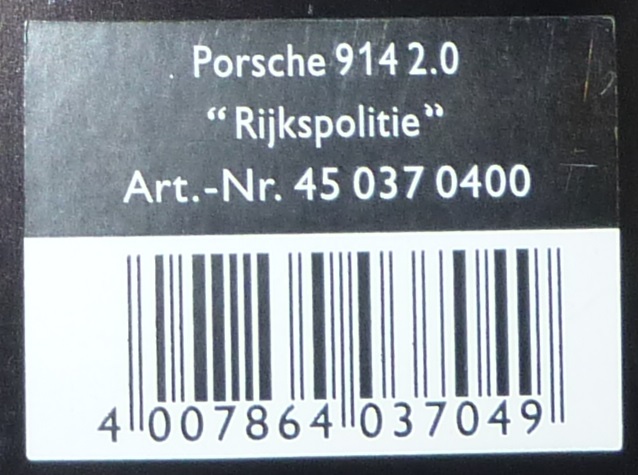 Porsche 914 2.0
“Rijkspolitie”
Art.-Nr. 45 037 0400
4 007864 037049